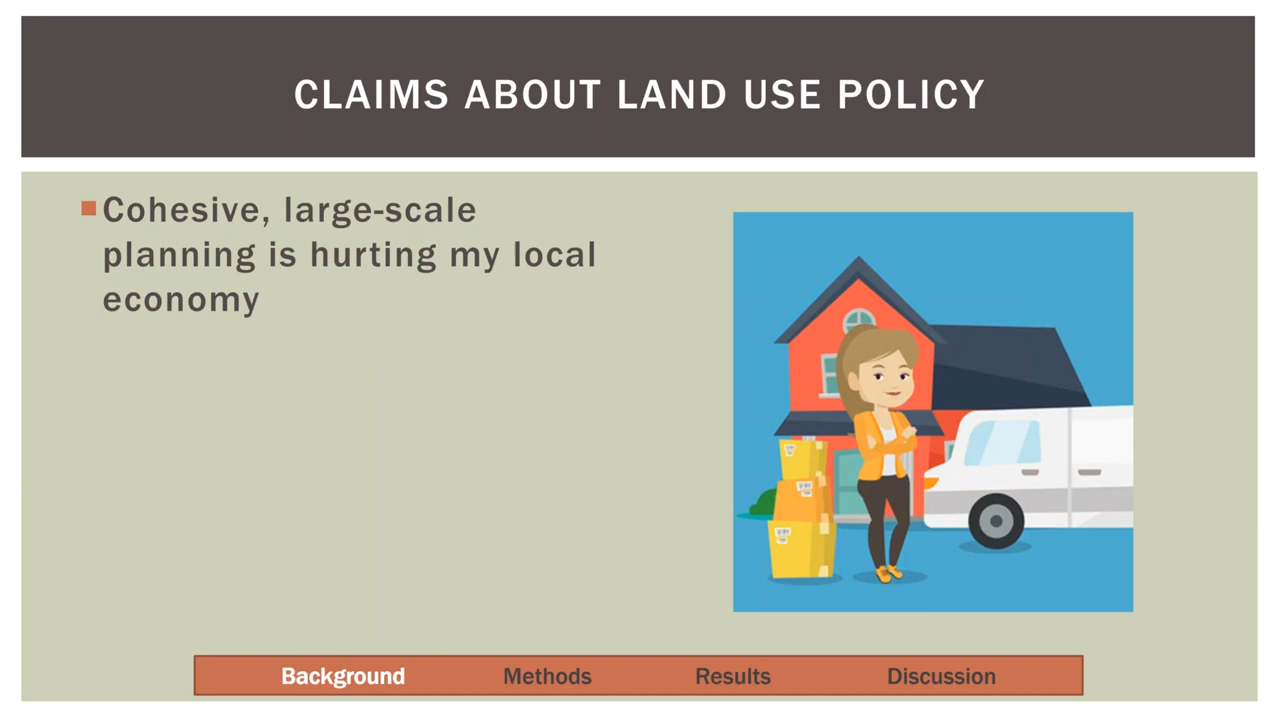 CLAIMS ABOUT LAND USE POLICY
Cohesive, large-scale
planning is hurting my local
economy
Background Methods Results Discussion